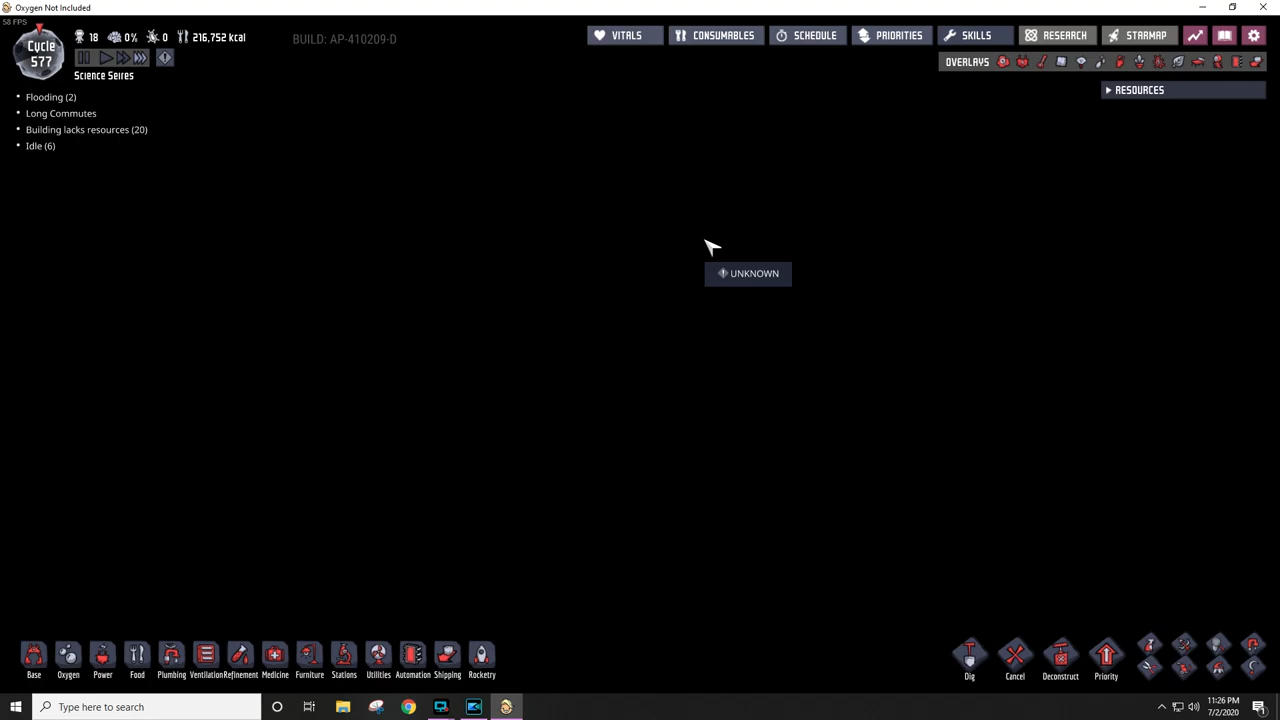 Oxygen Not Included
58 FPS
Cycle
577
18
0%
0
216,752 kcal
BUILD: AP-410209-D
VITALS
CONSUMABLES
SCHEDULE
PRIORITIES
SKILLS
RESEARCH
STARMAP
Science Seires
OVERLAYS
RESOURCES
• Flooding (2)
• Long Commutes
• Building lacks resources (20)
• Idle (6)
UNKNOWN
Base
Oxygen
Power
Food
Plumbing
Ventilation
Refinement
Medicine
Furniture
Stations
Utilities
Automation
Shipping
Rocketry
Dig
Cancel
Deconstruct
Priority
Type here to search
11:26 PM
7/2/2020
1